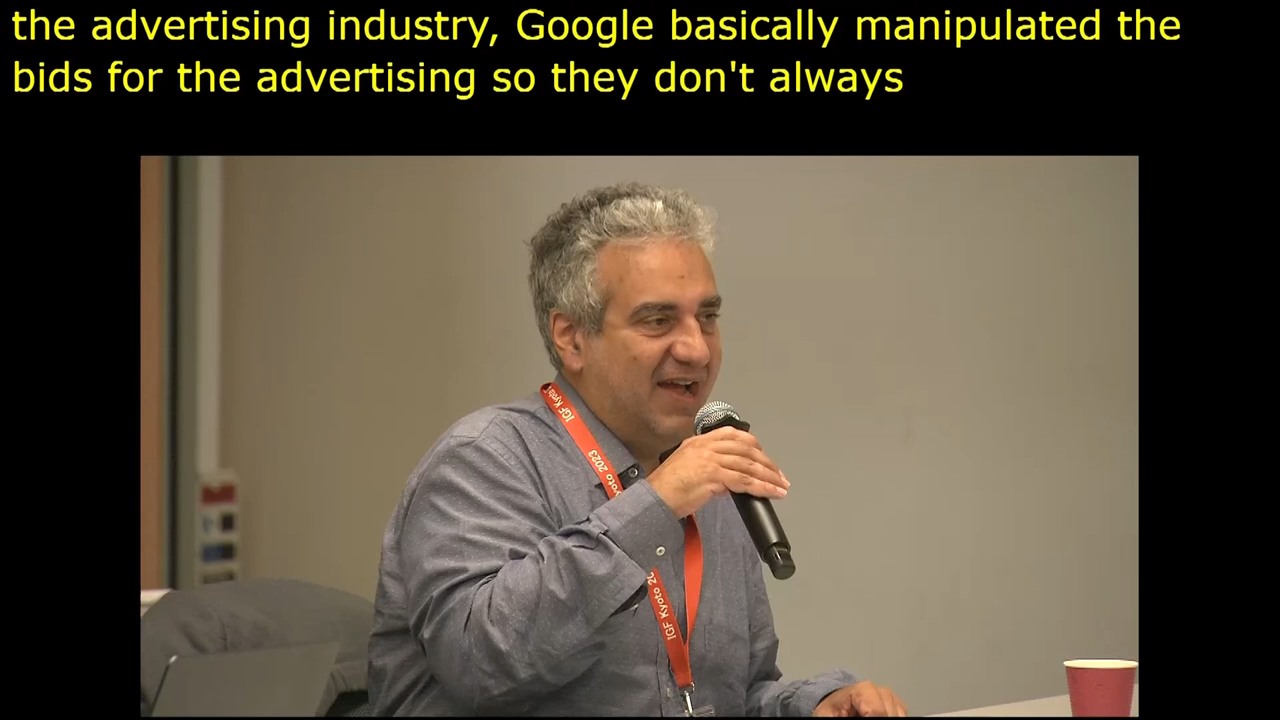 the advertising industry, Google basically manipulated the
bids for the advertising so they don't always
IGF Kyoto
yoto 2023
IGF Kyoto 20